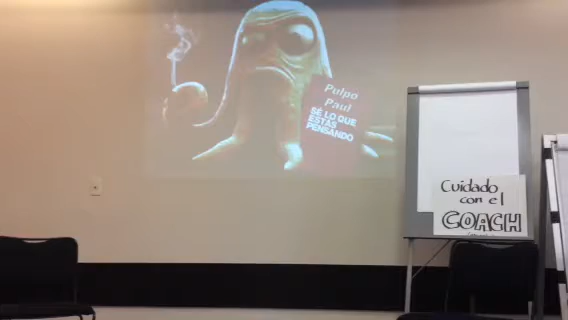 Pulpo
Paul
SÉ LO QUE
ESTÁS
PENSANDO
Cuidado
con el
COACH